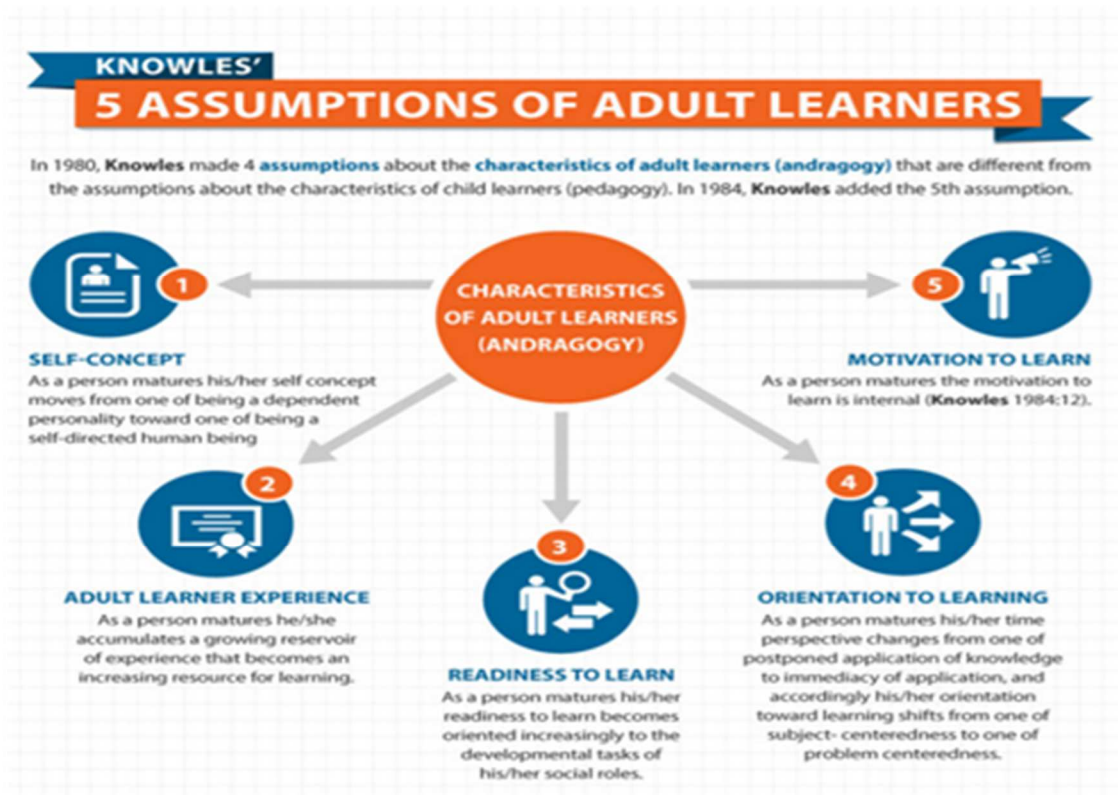 KNOWLES'
5 ASSUMPTIONS OF ADULT LEARNERS
In 1980, Knowles made 4 assumptions about the characteristics of adult learners (andragogy) that are different from
the assumptions about the characteristics of child learners (pedagogy). In 1984, Knowles added the 5th assumption.
CHARACTERISTICS
OF ADULT LEARNERS
(ANDRAGOGY)
1
SELF-CONCEPT
As a person matures his/her self concept
moves from one of being a dependent
personality toward one of being a
self-directed human being
2
ADULT LEARNER EXPERIENCE
As a person matures he/she
accumulates a growing reservoir
of experience that becomes an
increasing resource for learning.
3
READINESS TO LEARN
As a person matures his/her
readiness to learn becomes
oriented increasingly to the
developmental tasks of
his/her social roles.
4
ORIENTATION TO LEARNING
As a person matures his/her time
perspective changes from one of
postponed application of knowledge
to immediacy of application, and
accordingly his/her orientation
toward learning shifts from one of
subject- centeredness to one of
problem centeredness.
5
MOTIVATION TO LEARN
As a person matures the motivation to
learn is internal (Knowles 1984:12).